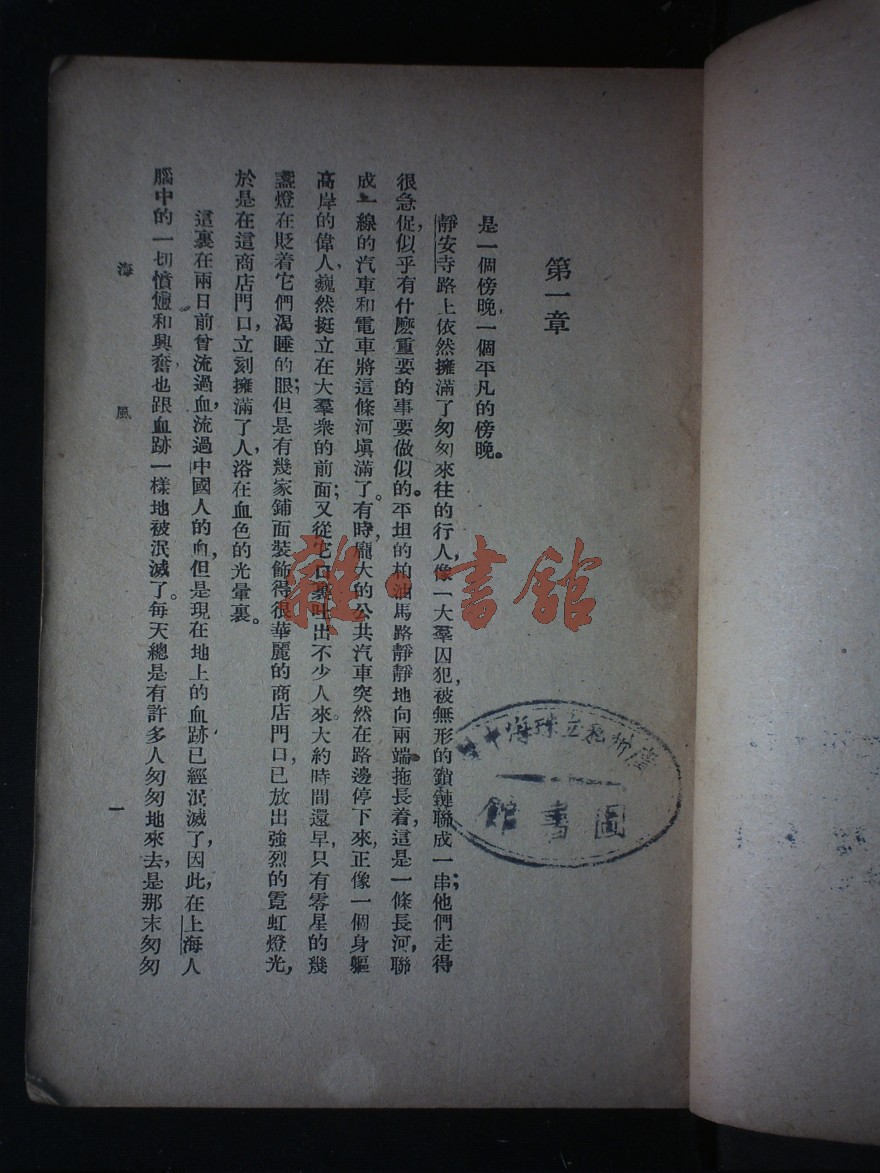 第一章
是一個傍晚，一個平凡的傍晚。
靜安寺路上依然擁滿了匆匆來往的行人，像一大羣囚犯，被無形的鎖鏈聯成一串；他們走得
很急促，似乎有什麽重要的事要做似的。平坦的柏油馬路靜靜地向兩端拖長着，這是一條長河，聯
成一線的汽車和電車將這條河塡滿了。有時，龐大的公共汽車突然在路邊停下來，正像一個身軀
高岸的偉人，巍然挺立在大羣衆的前面；又從它口裏吐出不少人來。大約時間還早，只有零星的幾
盞燈在貶着它們渴睡的眼；但是有幾家鋪面裝飾得很華麗的商店門口，已放出強烈的霓虹燈光，
於是在這商店門口，立刻擁滿了人，浴在血色的光暈裏。
這裏在兩日前曾流過血，流過中國人的血，但是現在地上的血跡已經泯滅了，因此，在上海人
腦中的一切憤懣和興奮也跟血跡一樣地被泯滅了。每天總是有許多人匆匆地來去，是那末匆匆
海 風
一
雜·書館
廣州私立珠海中學
圖書館